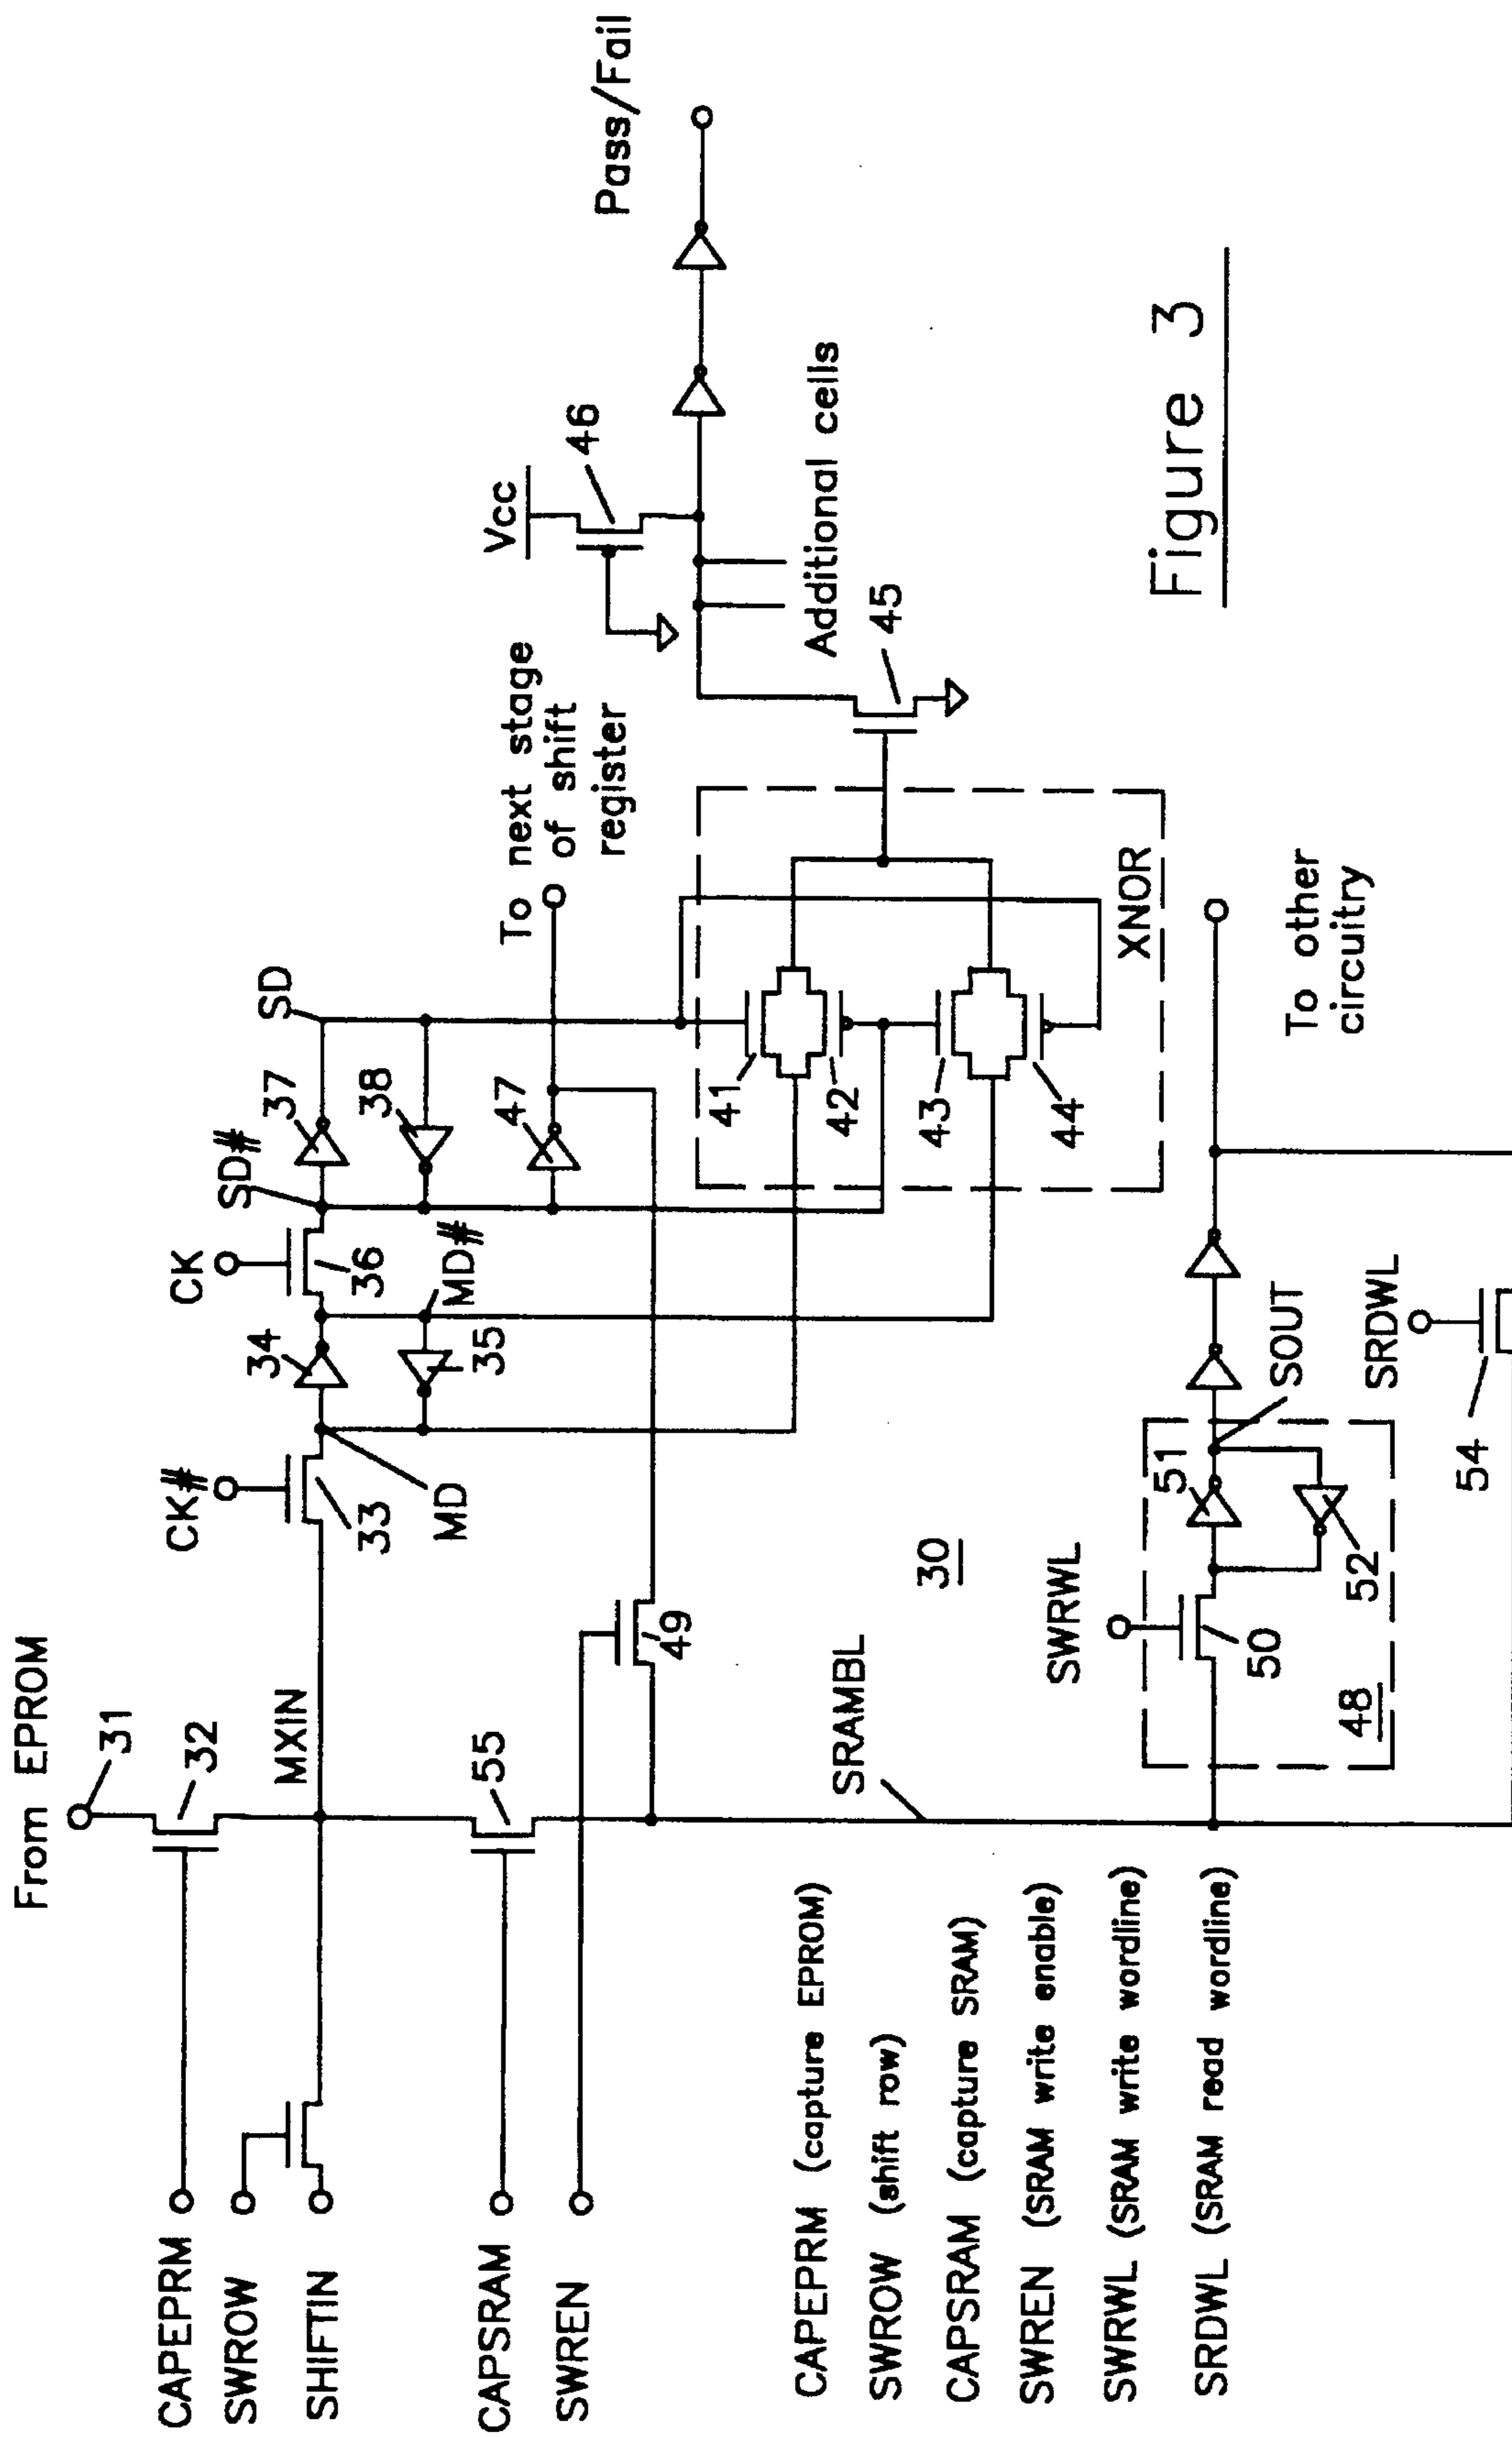 From EPROM
31
32
CAPEPRM
SWROW
SHIFTIN
MXIN
CK#
33
MD
34
35
MD#
CK
36
SD#
37
38
SD
47
To next stage
of shift
register
Vcc
46
Pass/Fail
Additional cells
45
41
42
43
44
XNOR
CAPSRAM
SWREN
55
49
SRAMBL
30
SWRWL
50
51
52
48
SOUT
SRDWL
54
To other
circuitry
CAPEPRM (capture EPROM)
SWROW (shift row)
CAPSRAM (capture SRAM)
SWREN (SRAM write enable)
SWRWL (SRAM write wordline)
SRDWL (SRAM read wordline)
Figure 3